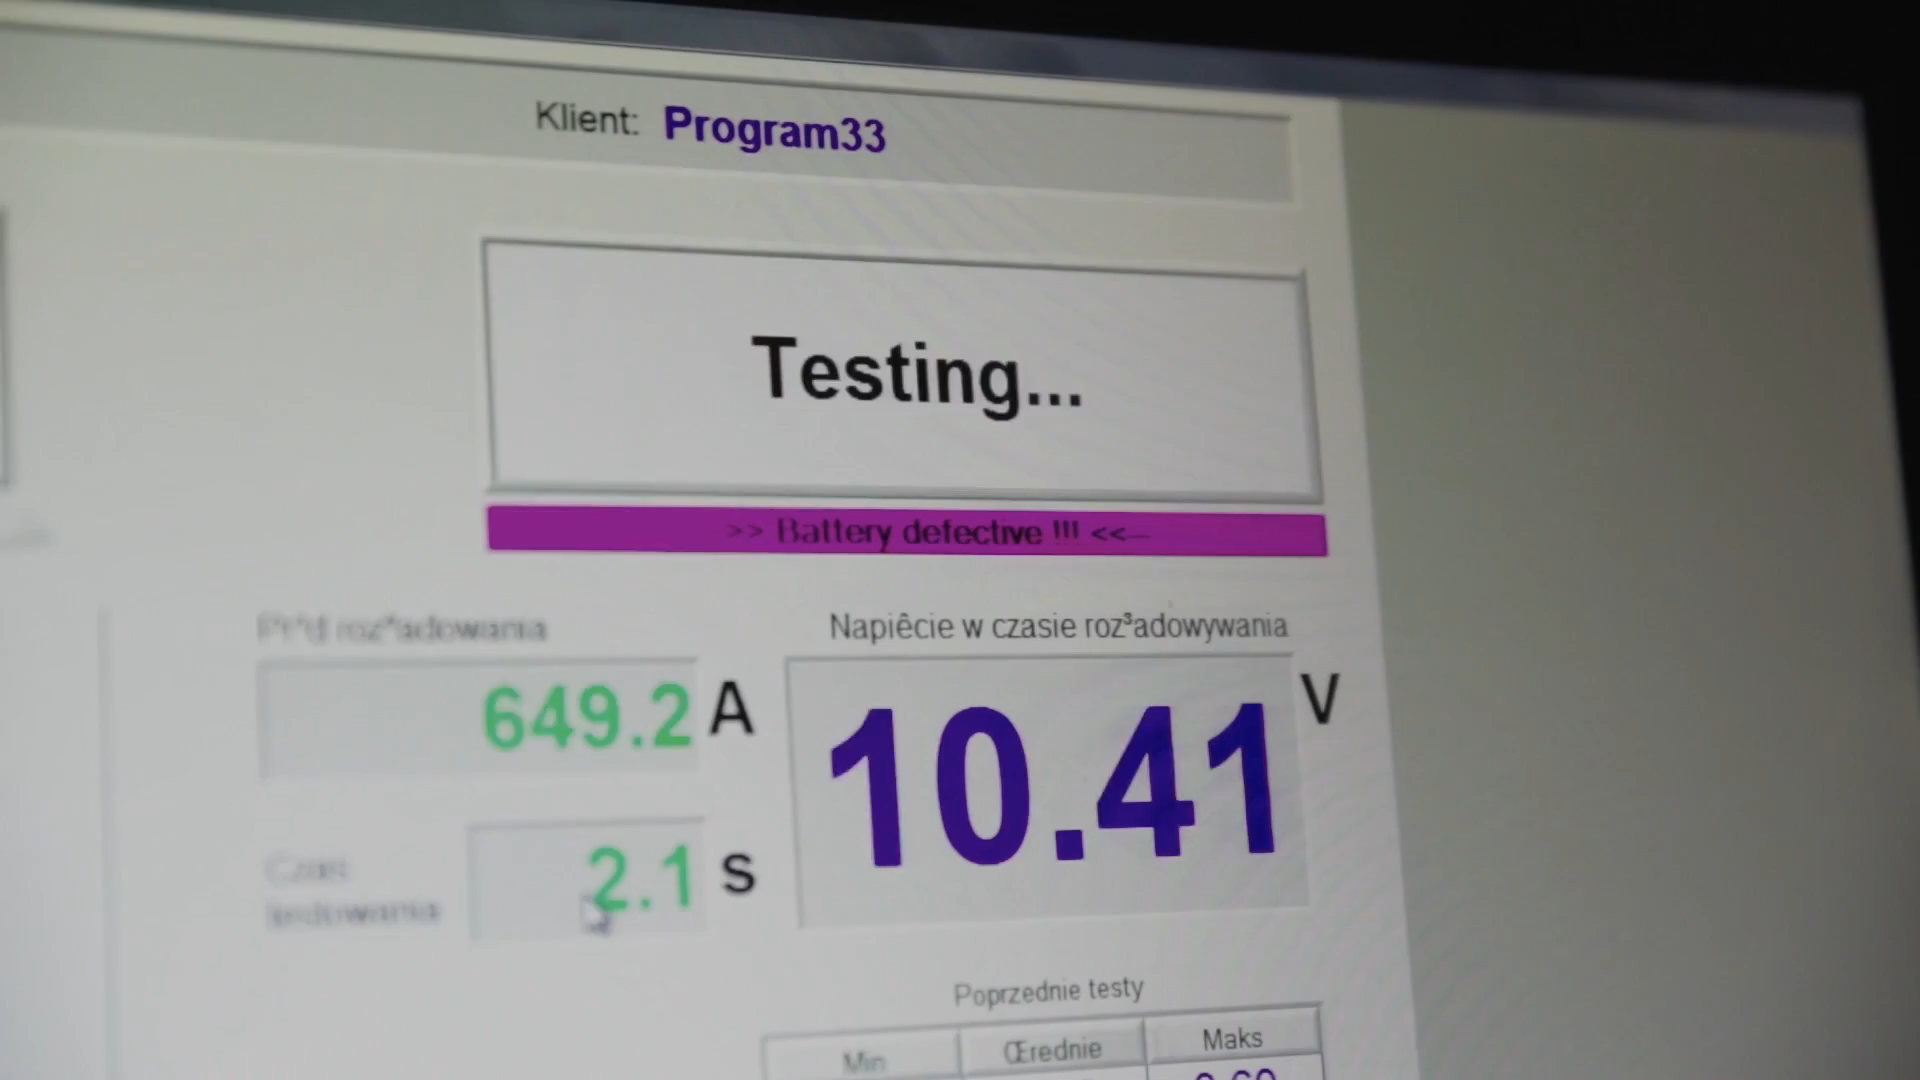 Klient: Program33
Testing...
>> Battery defective !!! <<
Napiêcie w czasie roz³adowywania
649.2 A
10.41 V
2.1 s
Poprzednie testy
Min Œrednie Maks